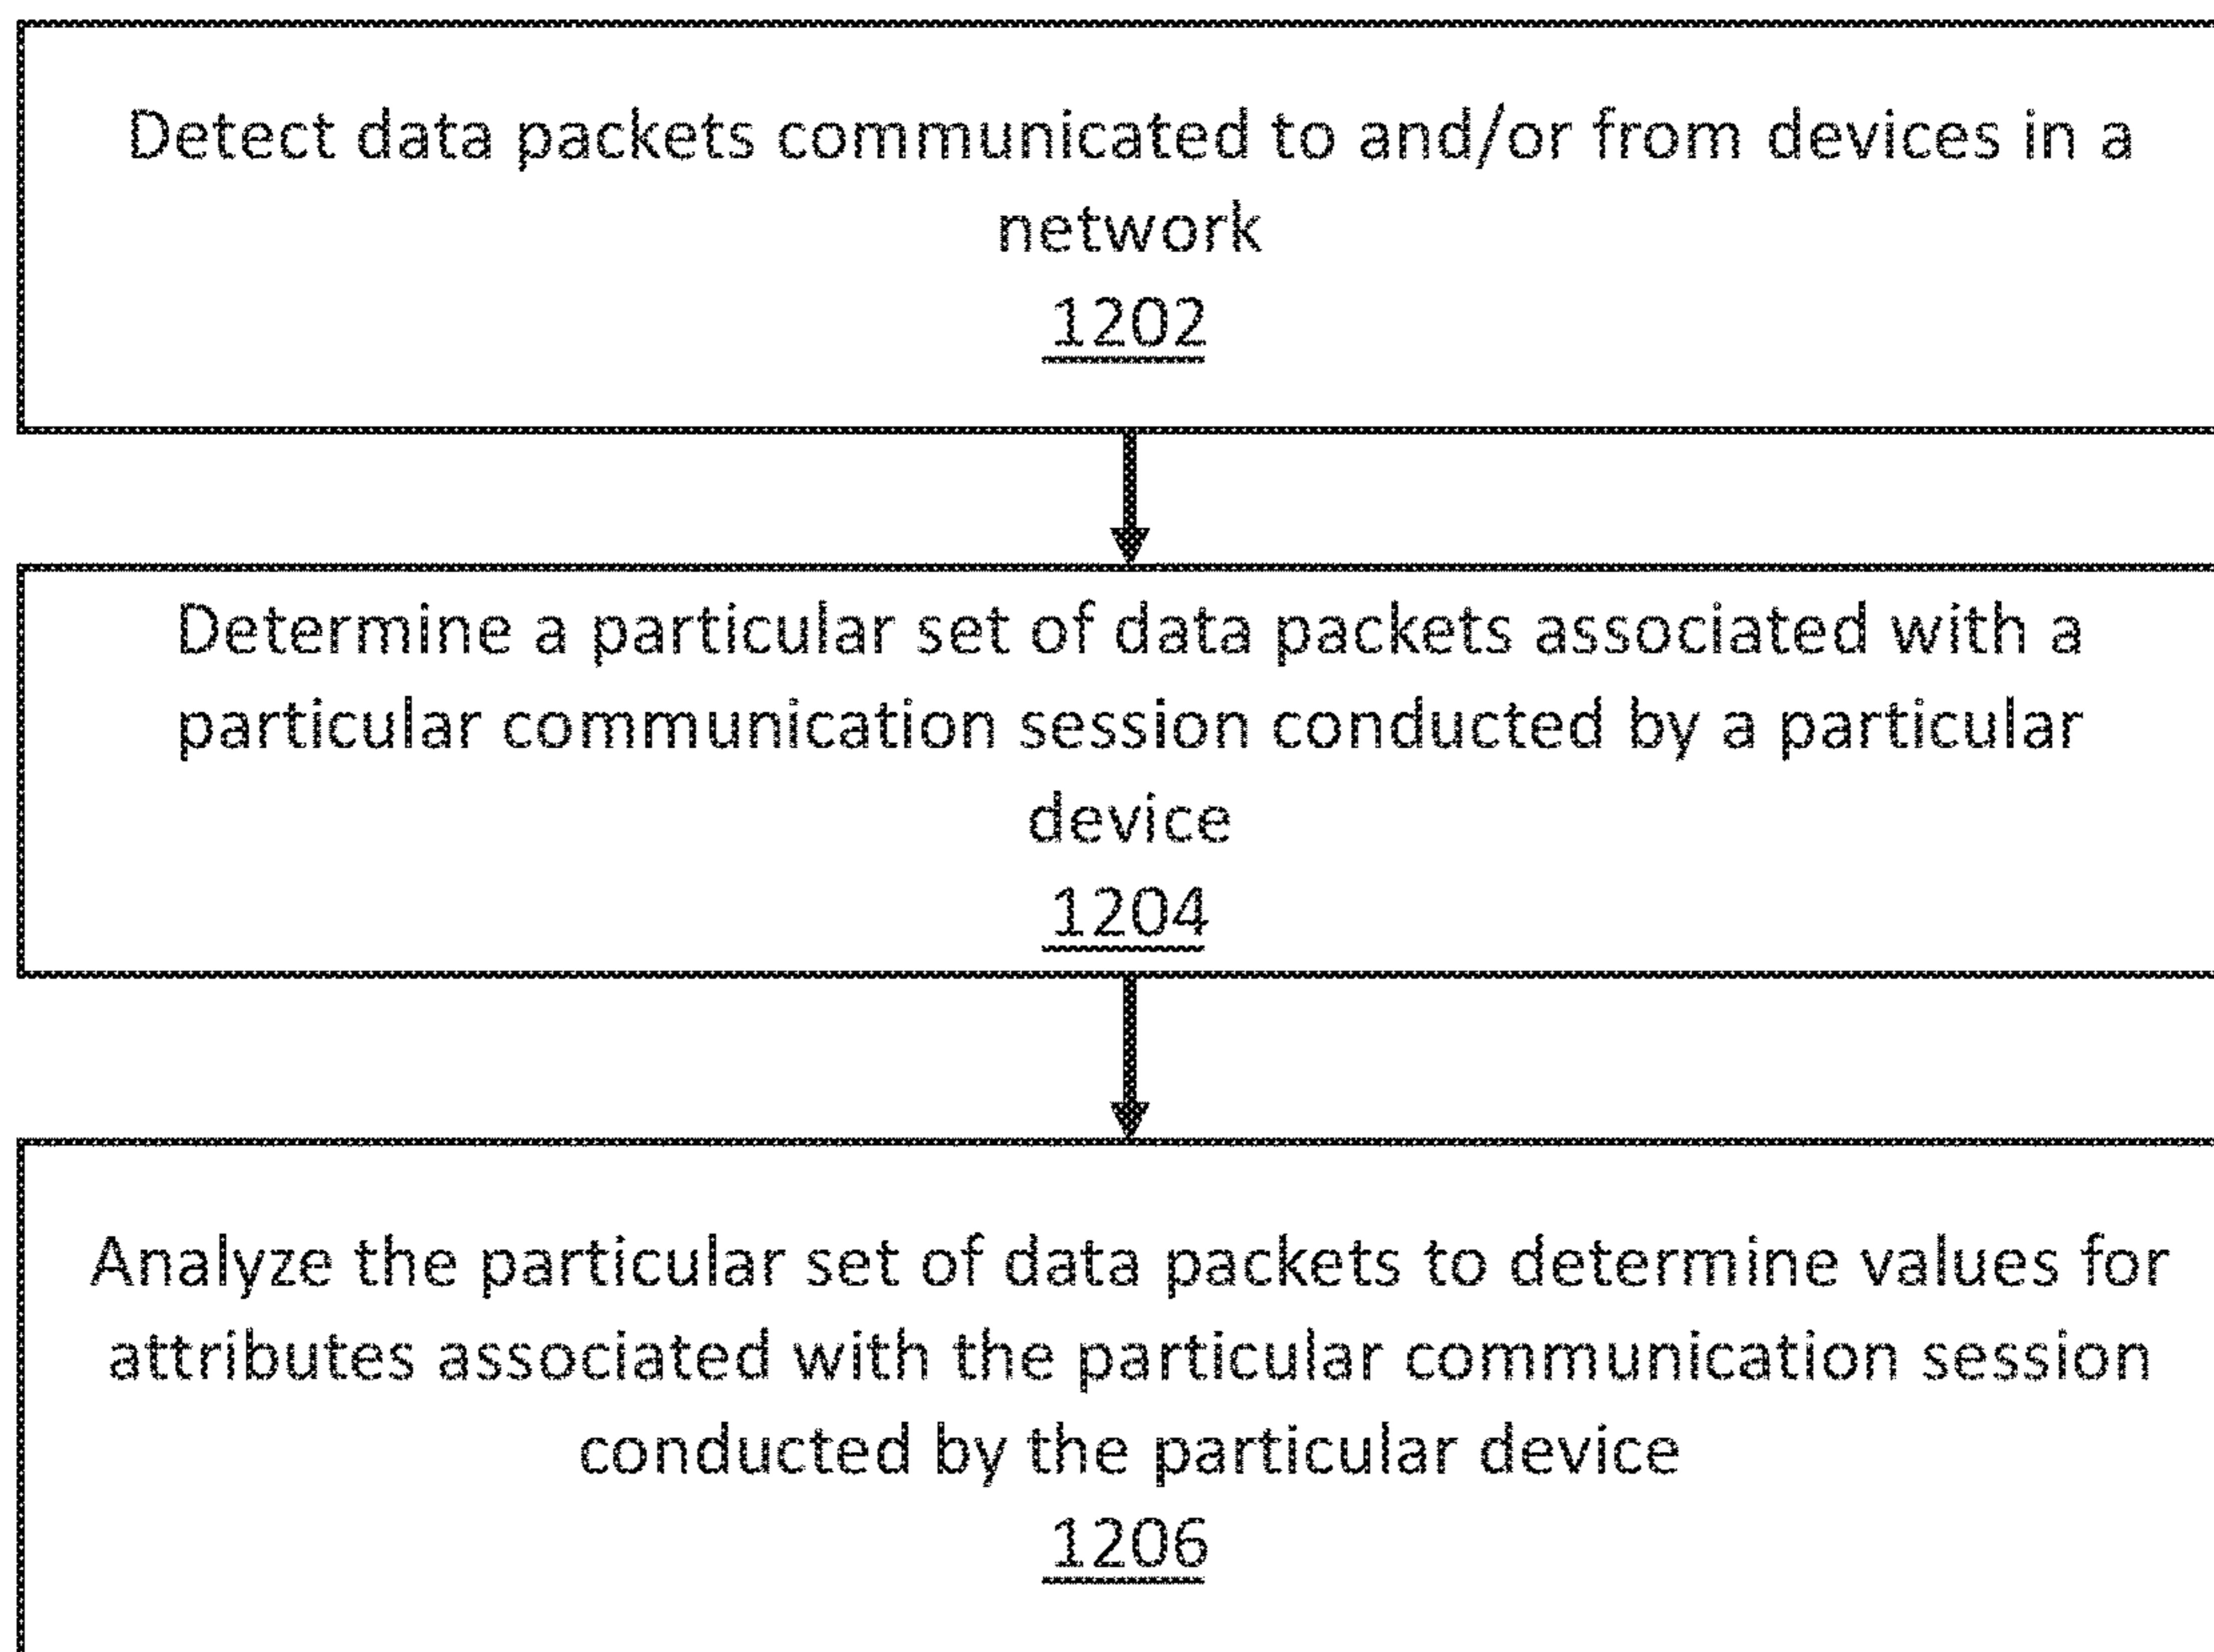 Detect data packets communicated to and/or from devices in a
network
1202
Determine a particular set of data packets associated with a
particular communication session conducted by a particular
device
1204
Analyze the particular set of data packets to determine values for
attributes associated with the particular communication session
conducted by the particular device
1206